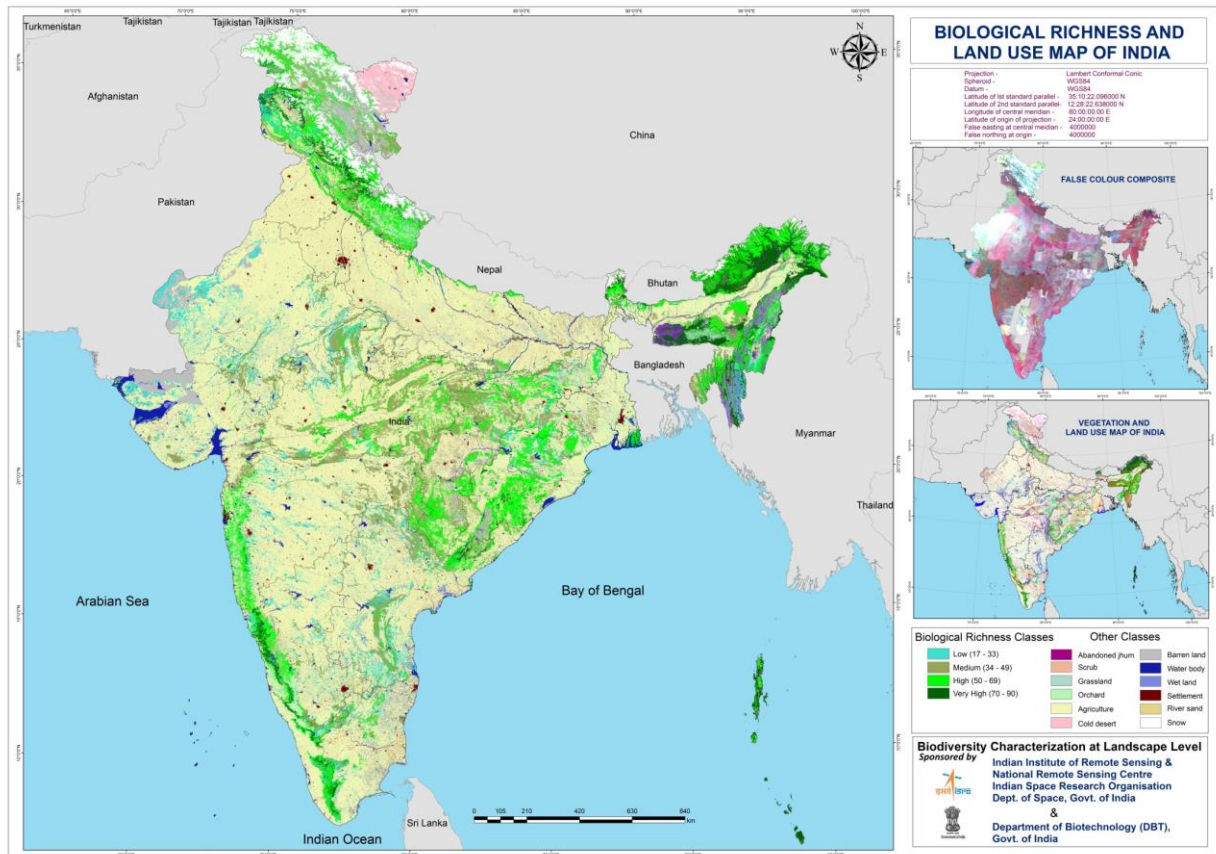 Turkmenistan
Tajikistan
Tajikistan
Tajikistan
Afghanistan
China
Pakistan
Nepal
Bhutan
Bangladesh
India
Myanmar
Thailand
Arabian Sea
Bay of Bengal
Sri Lanka
Indian Ocean
N
W
E
S
0 105 210 420 630 840
km
BIOLOGICAL RICHNESS AND
LAND USE MAP OF INDIA
Projection - Lambert Conformal Conic
Spheroid - WGS84
Datum - WGS84
Latitude of Ist standard parallel - 35:10:22.096000 N
Latitude of 2nd standard parallel- 12:28:22.638000 N
Longitude of central meridian - 80:00:00:00 E
Latitude of origin of projection - 24:00:00:00 E
False easting at central median - 4000000
False northing at origin - 4000000
FALSE COLOUR COMPOSITE
VEGETATION AND
LAND USE MAP OF INDIA
Biological Richness Classes
Low (17 - 33)
Medium (34 - 49)
High (50 - 69)
Very High (70 - 90)
Other Classes
Abandoned jhum
Scrub
Grassland
Orchard
Agriculture
Cold desert
Barren land
Water body
Wet land
Settlement
River sand
Snow
Biodiversity Characterization at Landscape Level
Sponsored by
Indian Institute of Remote Sensing &
National Remote Sensing Centre
Indian Space Research Organisation
Dept. of Space, Govt. of India
&
Department of Biotechnology (DBT),
Govt. of India